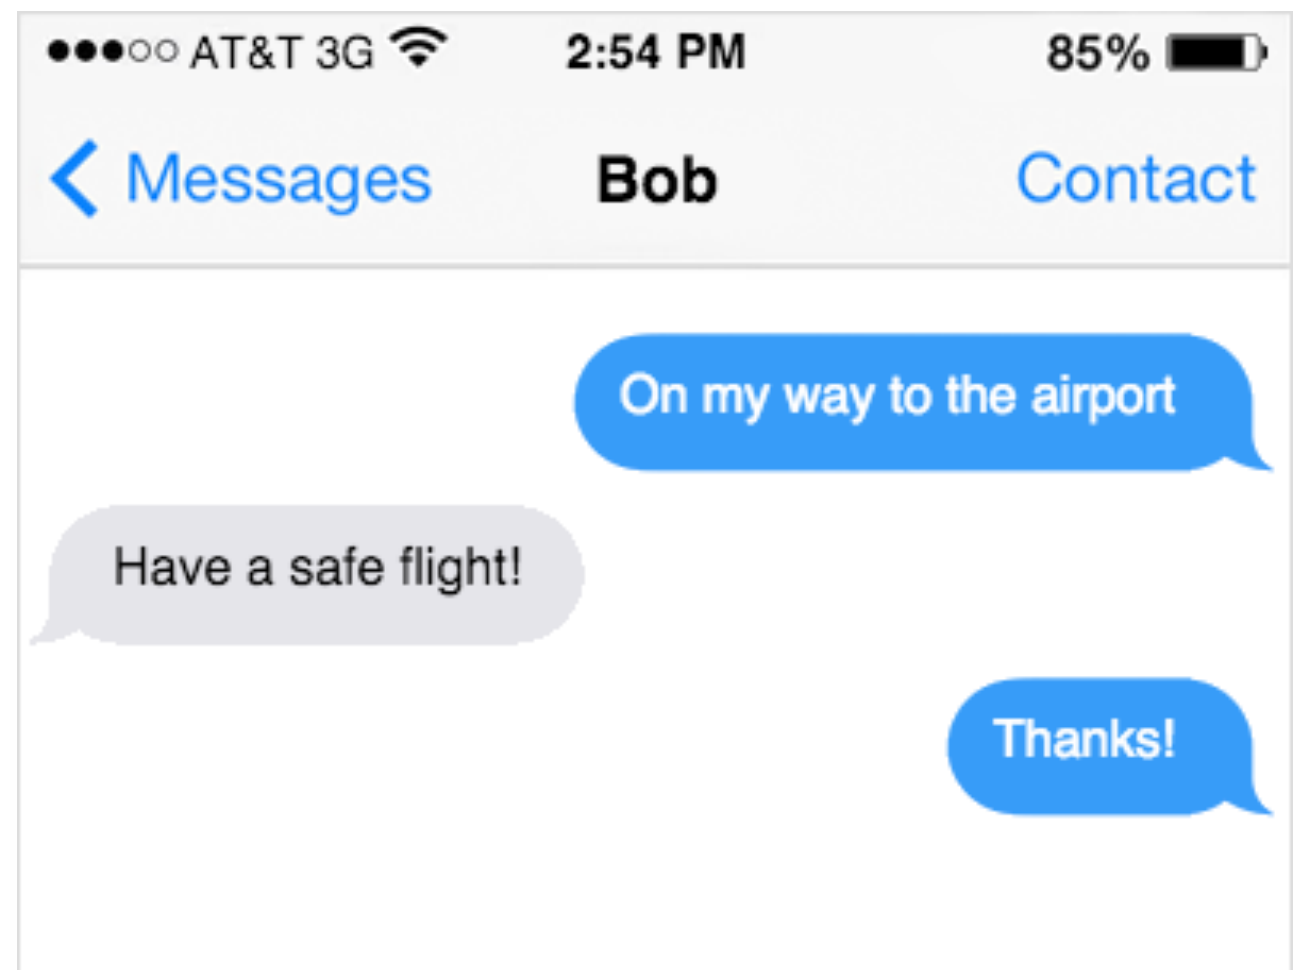 AT&T 3G 2:54 PM 85%
Messages Bob Contact
On my way to the airport
Have a safe flight!
Thanks!